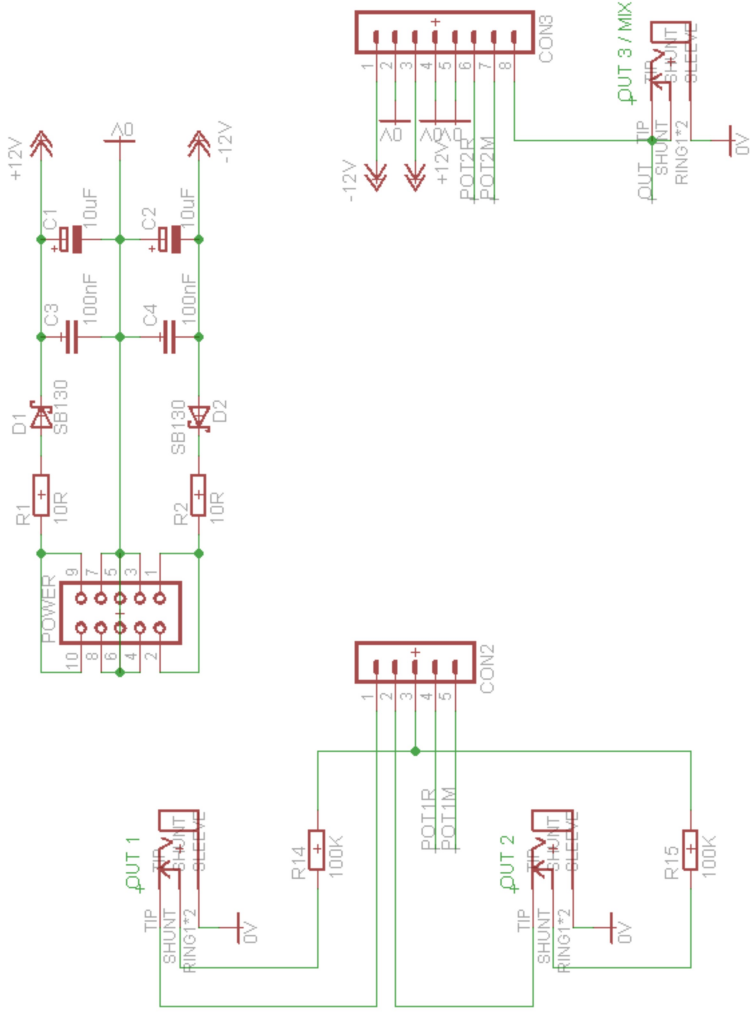 +12V
0V
-12V
C1
10uF
C2
10uF
C3
100nF
C4
100nF
D1
SB130
SB130
D2
R1
10R
R2
10R
POWER
9
7
5
3
1
10
8
6
4
2
CON3
1
2
3
4
5
6
7
8
-12V
0V
+12V
0V
0V
POT2R
POT2M
OUT 3 / MIX
TIP
SHUNT
SLEEVE
OUT
TIP
SHUNT
RING1*2
0V
CON2
1
2
3
4
5
POT1R
POT1M
OUT 1
TIP
SHUNT
SLEEVE
TIP
SHUNT
RING1*2
0V
R14
100K
OUT 2
TIP
SHUNT
SLEEVE
TIP
SHUNT
RING1*2
0V
R15
100K